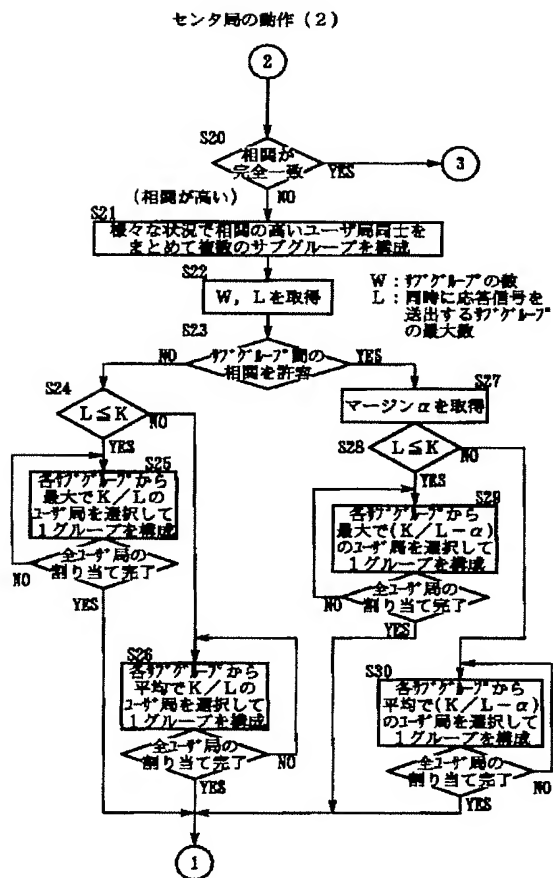 センタ局の動作(2)
2
S20
相関が
完全一致
YES
3
(相関が高い)
NO
S21
様々な状況で相関の高いユーザ局同士を
まとめて複数のサブグループを構成
S22
W,Lを取得
W:サブグループの数
L:同時に応答信号を
送出するサブグループ
の最大数
S23
サブグループ間の
相関を許容
NO
YES
S24
L≦K
NO
YES
S27
マージンαを取得
S28
L≦K
NO
YES
S25
各サブグループから
最大でK/Lの
ユーザ局を選択して
1グループを構成
全ユーザ局の
割り当て完了
NO
YES
S29
各サブグループから
最大で(K/L-α)
のユーザ局を選択して
1グループを構成
全ユーザ局の
割り当て完了
NO
YES
S26
各サブグループから
平均でK/Lの
ユーザ局を選択して
1グループを構成
全ユーザ局の
割り当て完了
NO
YES
S30
各サブグループから
平均で(K/L-α)
のユーザ局を選択して
1グループを構成
全ユーザ局の
割り当て完了
NO
YES
1